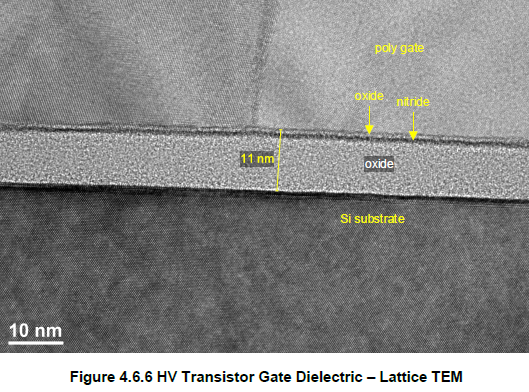 poly gate
oxide
nitride
11 nm
oxide
Si substrate
10 nm
Figure 4.6.6 HV Transistor Gate Dielectric – Lattice TEM